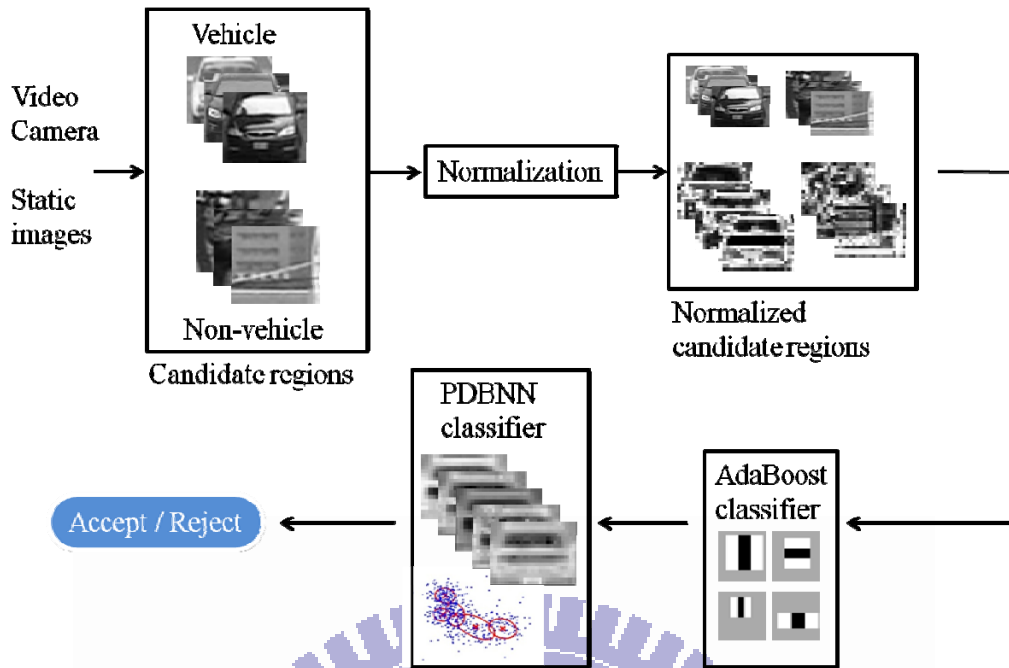 Video
Camera
Static
images
Vehicle
Non-vehicle
Candidate regions
Normalization
Normalized
candidate regions
AdaBoost
classifier
PDBNN
classifier
Accept / Reject